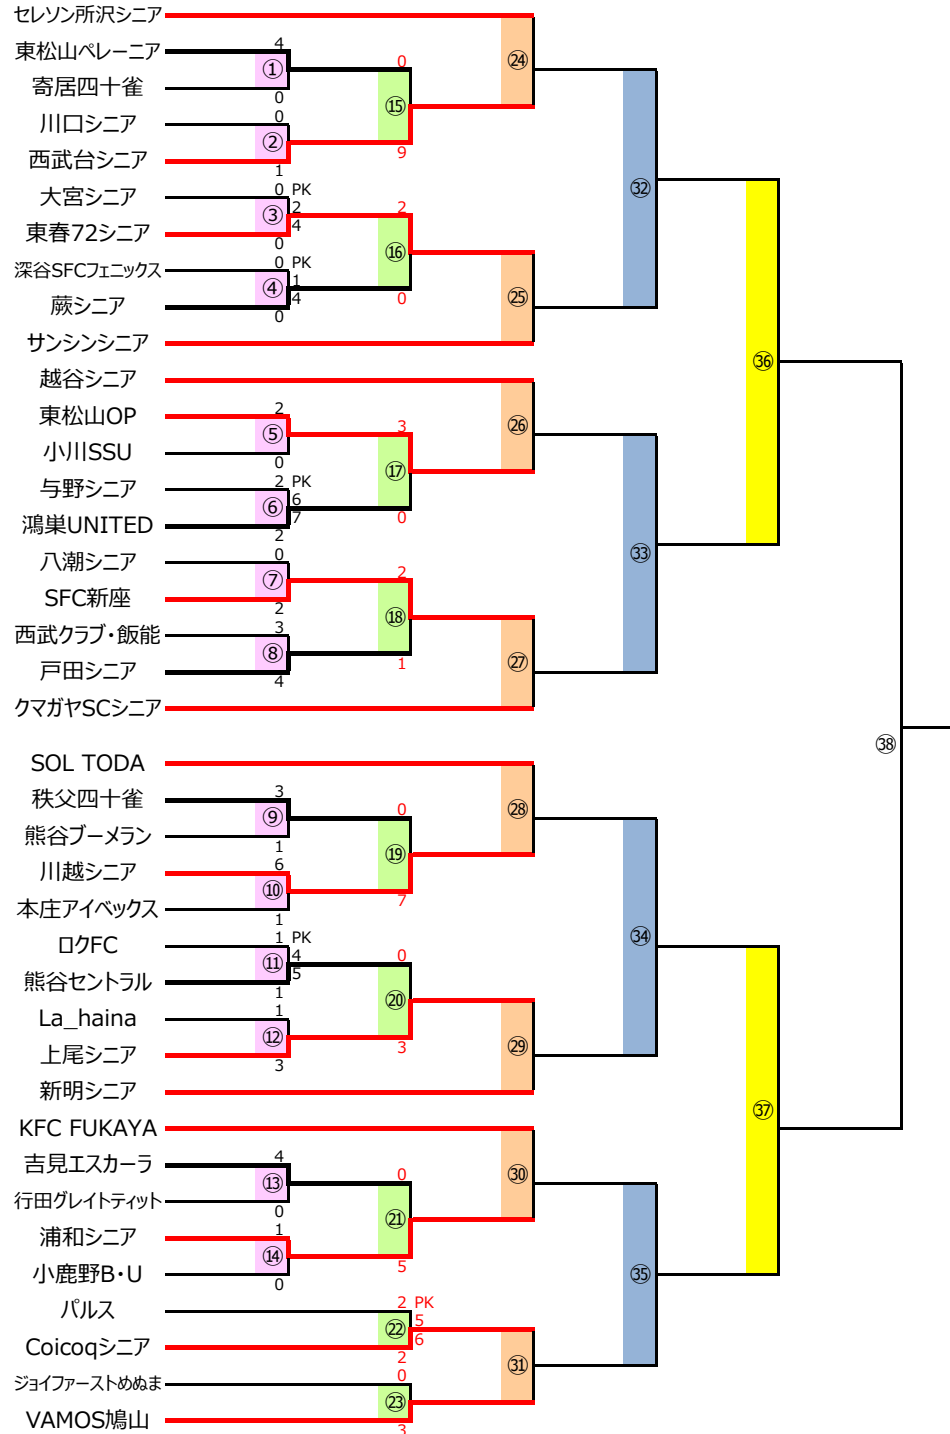 セレソン所沢シニア
東松山ペレーニア
4
①
寄居四十雀
0
0
⑮
9
㉔
川口シニア
0
②
西武台シニア
1
大宮シニア
0 PK
2
③
4
東春72シニア
0
2
⑯
0
㉜
深谷SFCフェニックス
0 PK
1
④
4
蕨シニア
0
㉕
サンシンシニア
㊱
越谷シニア
東松山OP
2
⑤
小川SSU
0
3
⑰
0
㉖
与野シニア
2 PK
6
⑥
7
鴻巣UNITED
2
㉝
八潮シニア
0
⑦
SFC新座
2
2
⑱
1
西武クラブ・飯能
3
⑧
戸田シニア
4
㉗
クマガヤSCシニア
㊳
SOL TODA
秩父四十雀
3
⑨
熊谷ブーメラン
1
0
⑲
7
㉘
川越シニア
6
⑩
本庄アイベックス
1
ロクFC
1 PK
4
⑪
5
熊谷セントラル
1
0
⑳
3
㉞
La_haina
1
⑫
上尾シニア
3
㉙
新明シニア
㊲
KFC FUKAYA
吉見エスカーラ
4
⑬
行田グレイトティット
0
0
㉑
5
㉚
浦和シニア
1
⑭
小鹿野B・U
0
㉟
パルス
2 PK
5
㉒
6
Coicoqシニア
2
㉛
ジョイファーストめぬま
0
㉓
VAMOS鳩山
3